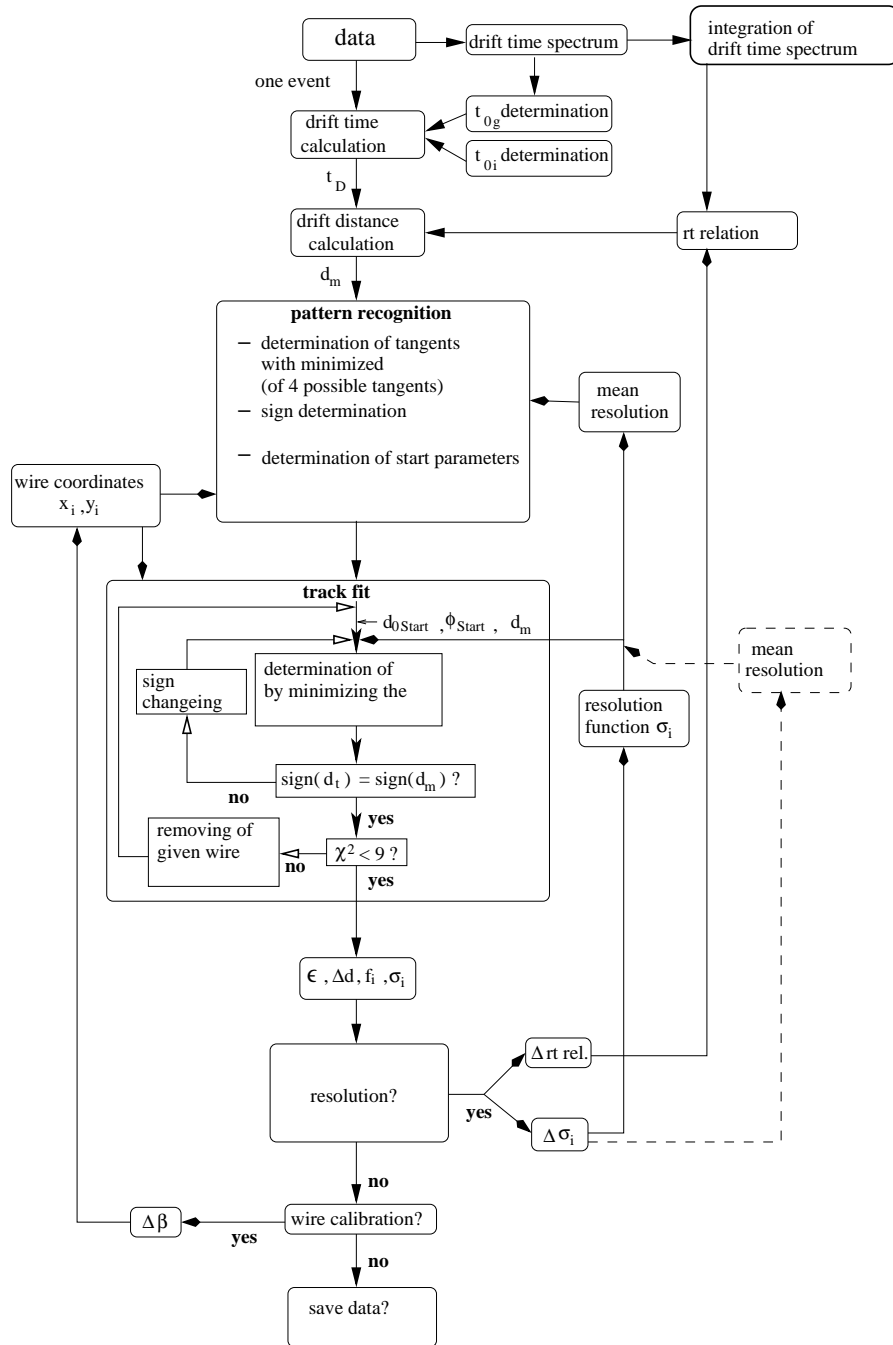 data
drift time spectrum
integration of
drift time spectrum
one event
t0g determination
drift time
calculation
t0i determination
tD
drift distance
calculation
rt relation
dm
pattern recognition
– determination of tangents
with minimized
(of 4 possible tangents)
– sign determination
– determination of start parameters
mean
resolution
wire coordinates
xi ,yi
track fit
d0Start , ϕStart , dm
determination of
by minimizing the
sign
changeing
mean
resolution
resolution
function σi
sign( dt ) = sign( dm ) ?
no
yes
removing of
given wire
χ2 < 9 ?
no
yes
ϵ , Δd, fi ,σi
resolution?
yes
Δ rt rel.
Δ σi
no
wire calibration?
yes
Δ β
no
save data?